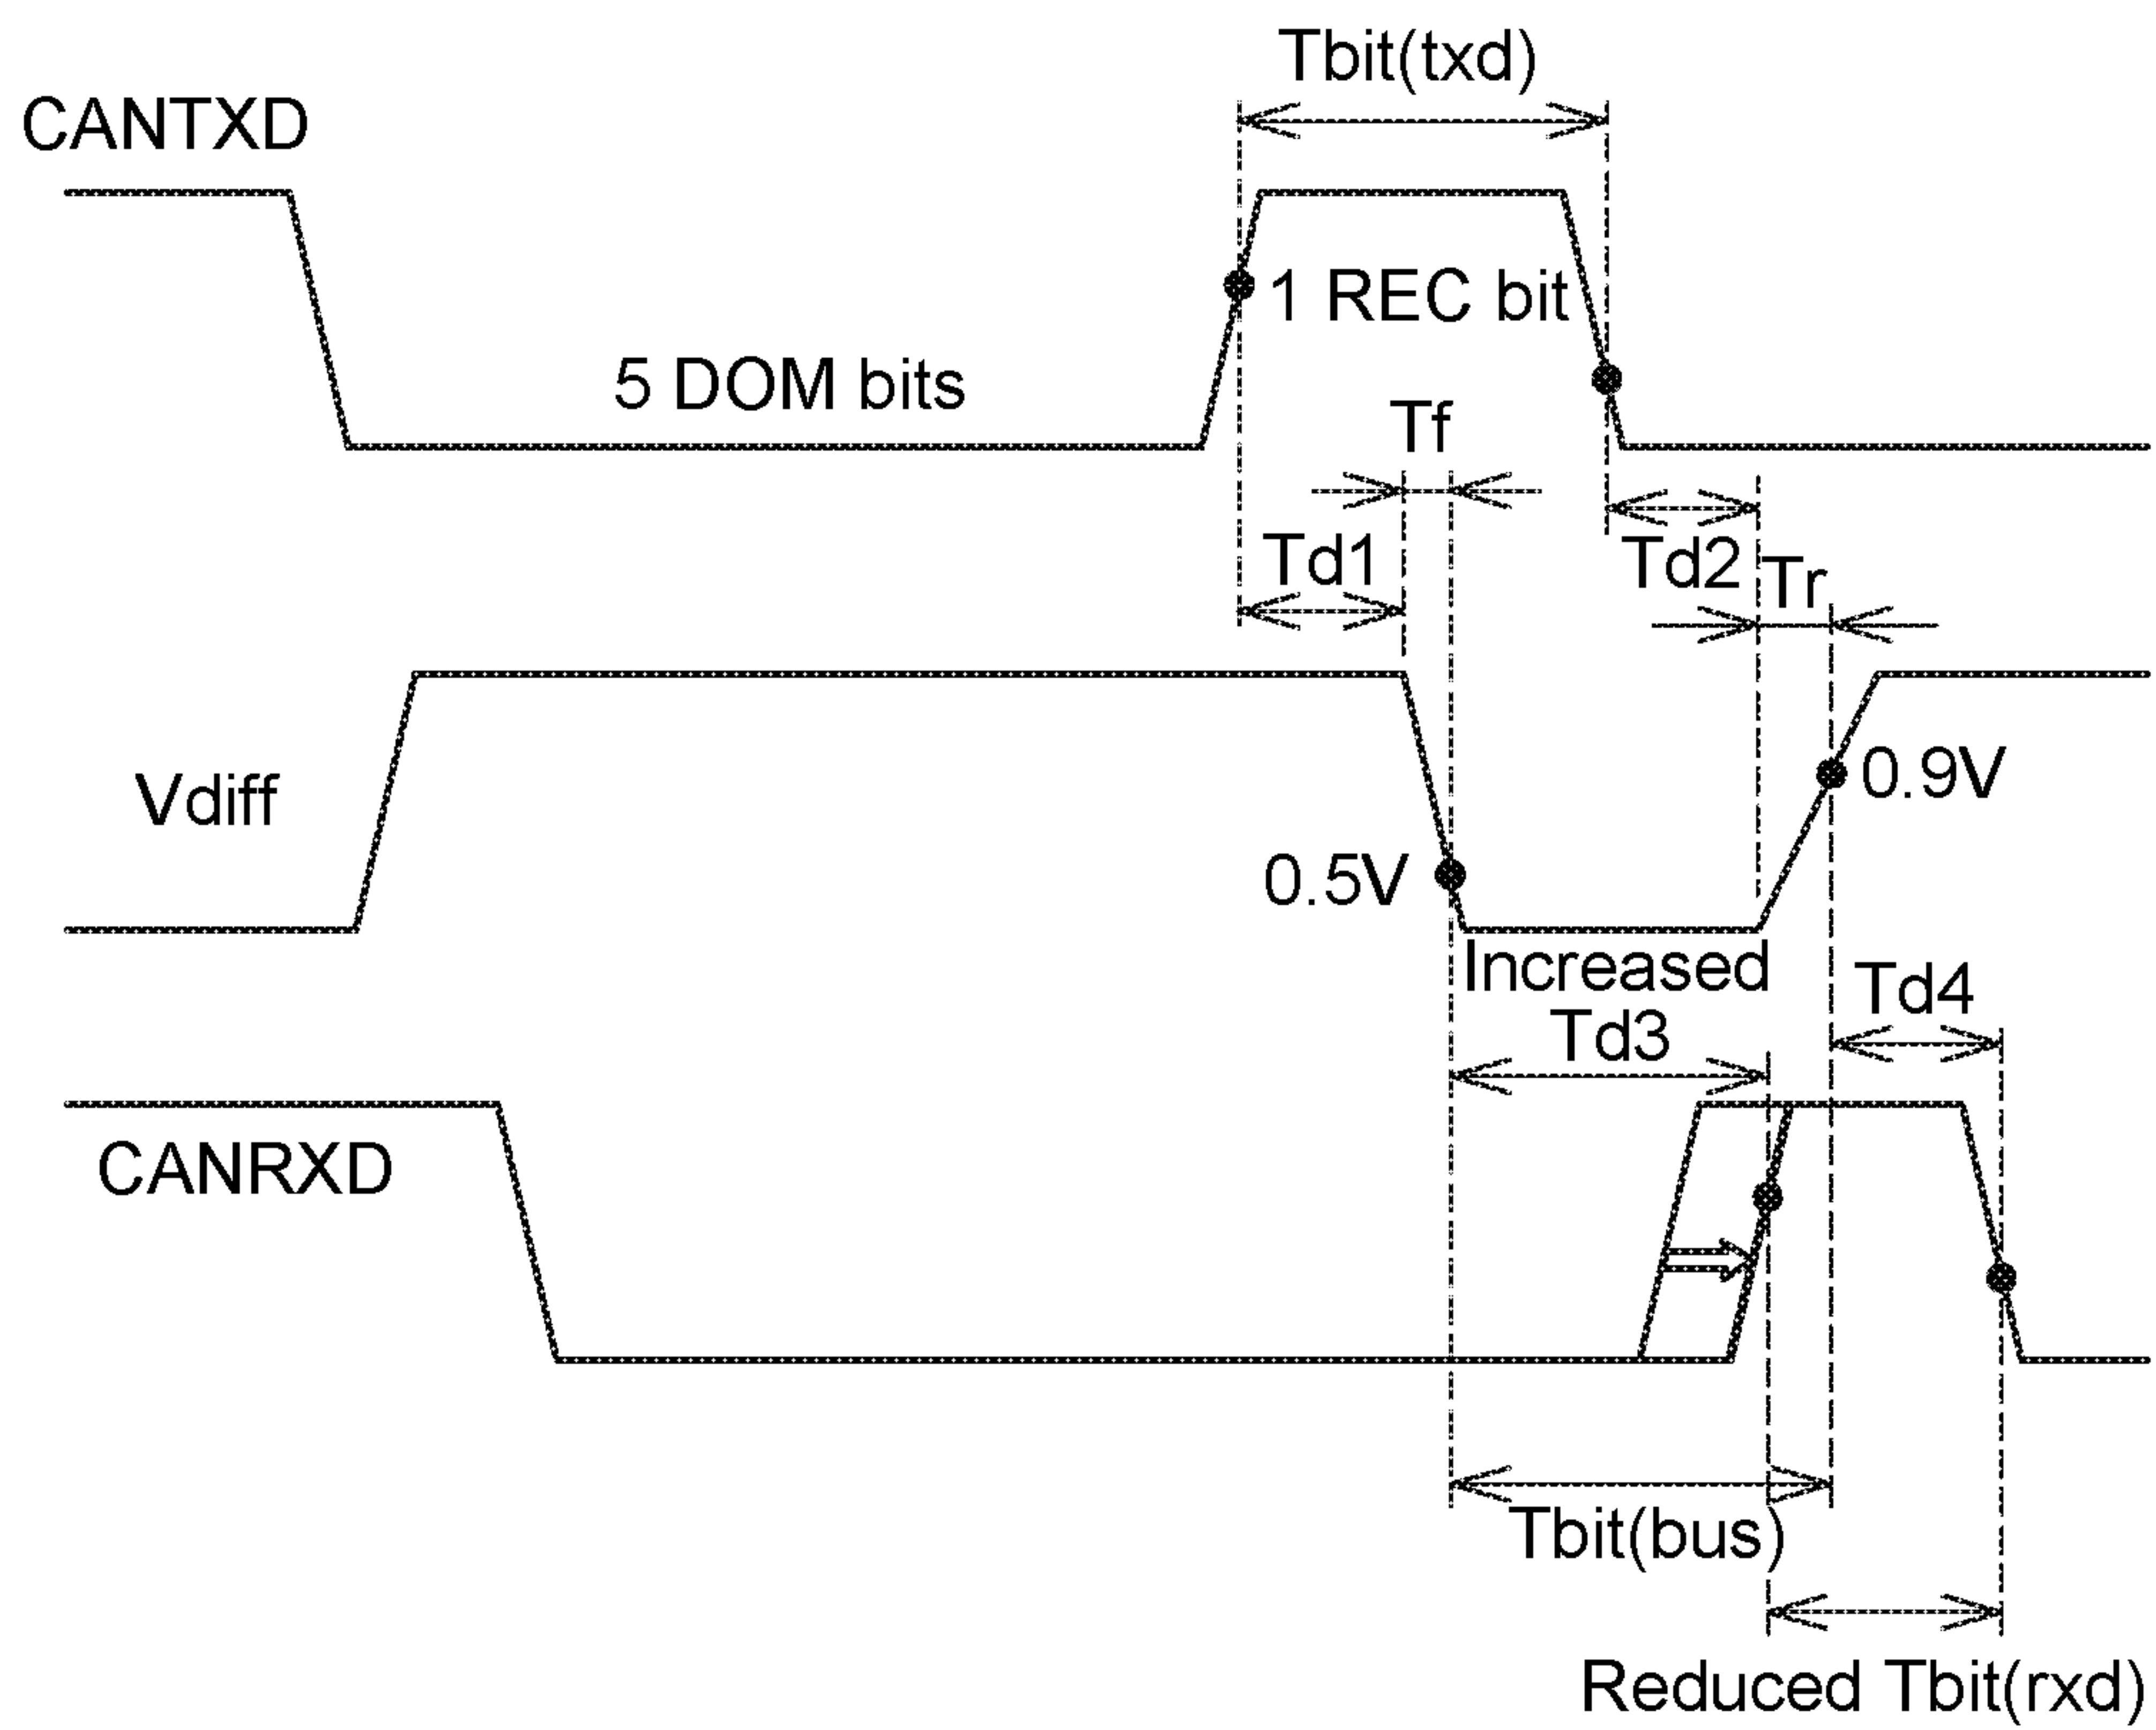 Tbit(txd)
CANTXD
1 REC bit
5 DOM bits
Tf
Td1
Td2
Tr
Vdiff
0.9V
0.5V
Increased
Td3
Td4
CANRXD
Tbit(bus)
Reduced Tbit(rxd)